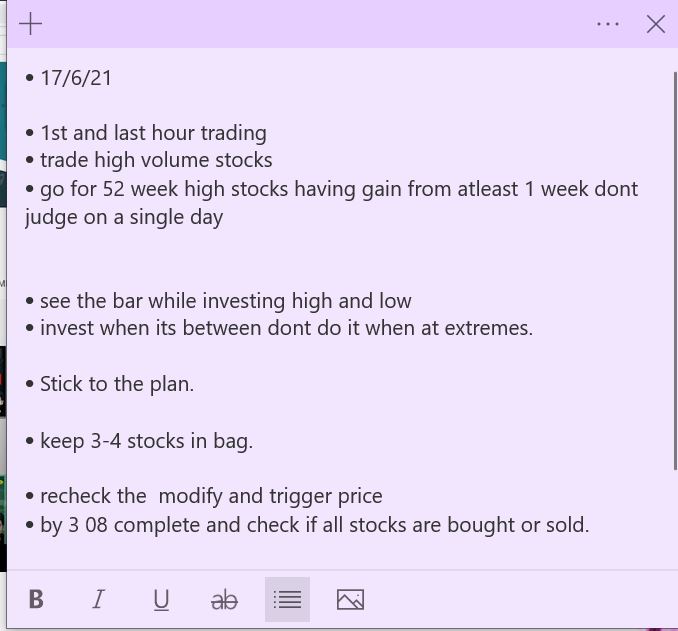 • 17/6/21
• 1st and last hour trading
• trade high volume stocks
• go for 52 week high stocks having gain from atleast 1 week dont
judge on a single day
• see the bar while investing high and low
• invest when its between dont do it when at extremes.
• Stick to the plan.
• keep 3-4 stocks in bag.
• recheck the  modify and trigger price
• by 3 08 complete and check if all stocks are bought or sold.
B I U ab